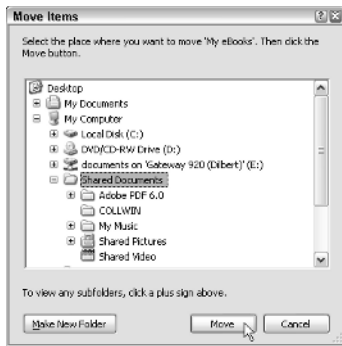 Move Items
Select the place where you want to move 'My eBooks'. Then click the
Move button.
Desktop
My Documents
My Computer
Local Disk (C:)
DVD/CD-RW Drive (D:)
documents on 'Gateway 920 (Dilbert)' (E:)
Shared Documents
Adobe PDF 6.0
COLLWIN
My Music
Shared Pictures
Shared Video
To view any subfolders, click a plus sign above.
Make New Folder Move Cancel